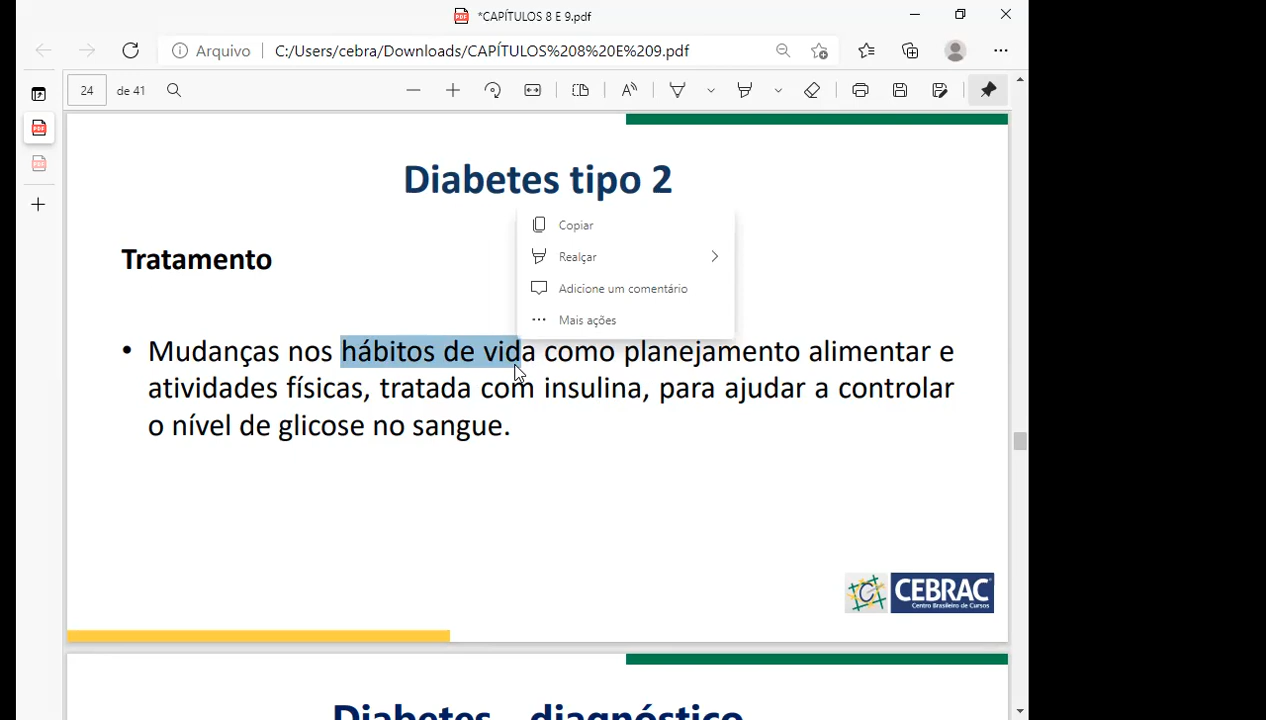 *CAPÍTULOS 8 E 9.pdf
Arquivo
C:/Users/cebra/Downloads/CAPÍTULOS%208%20E%209.pdf
24 de 41
Diabetes tipo 2
Copiar
Realçar
Adicione um comentário
Mais ações
Tratamento
• Mudanças nos hábitos de vida como planejamento alimentar e
atividades físicas, tratada com insulina, para ajudar a controlar
o nível de glicose no sangue.
CEBRAC
Centro Brasileiro de Cursos
Diabetes diagnóstico